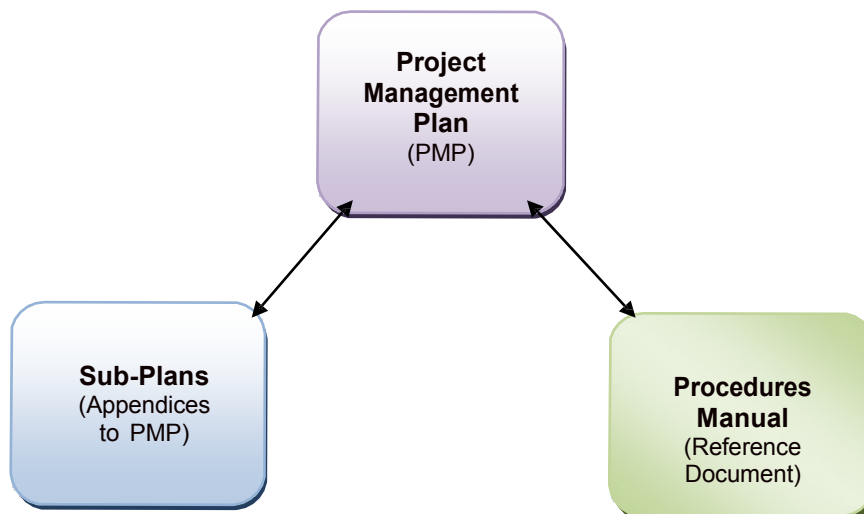 Project
Management
Plan
(PMP)
Sub-Plans
(Appendices
to PMP)
Procedures
Manual
(Reference
Document)